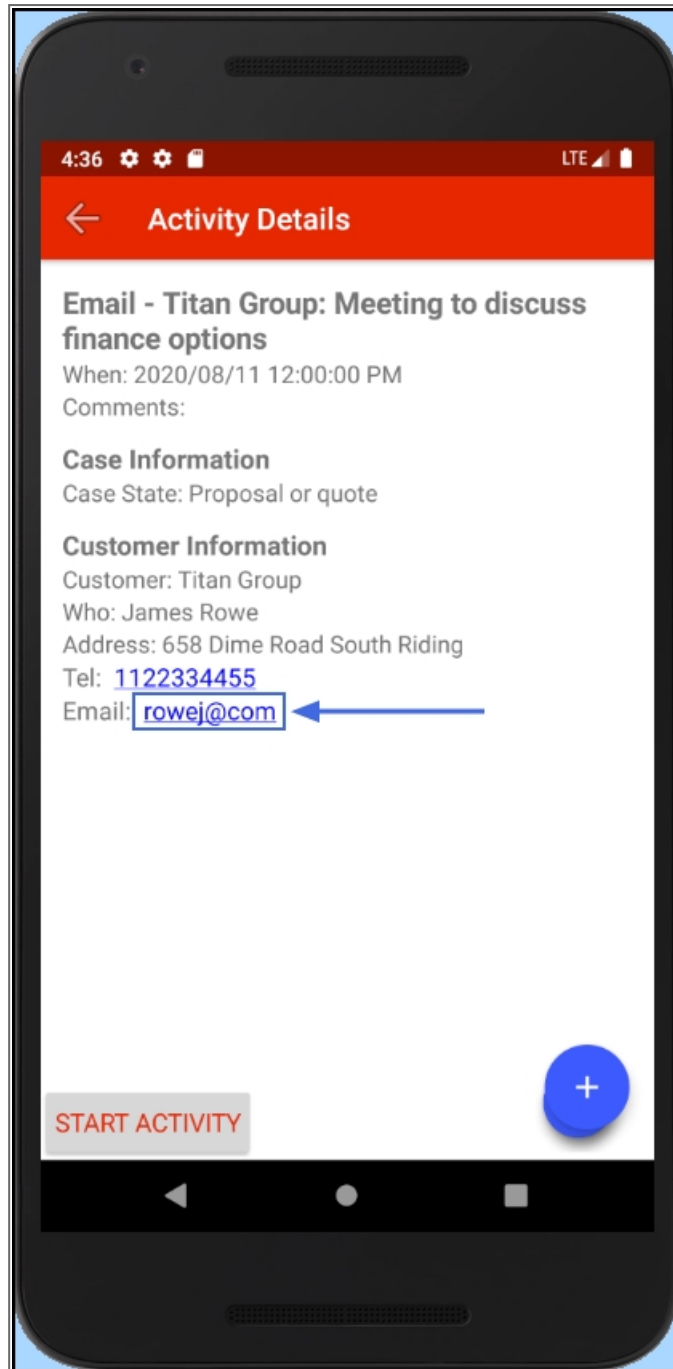 4:36 LTE
Activity Details
Email - Titan Group: Meeting to discuss
finance options
When: 2020/08/11 12:00:00 PM
Comments:
Case Information
Case State: Proposal or quote
Customer Information
Customer: Titan Group
Who: James Rowe
Address: 658 Dime Road South Riding
Tel: 1122334455
Email: rowej@com
+
START ACTIVITY